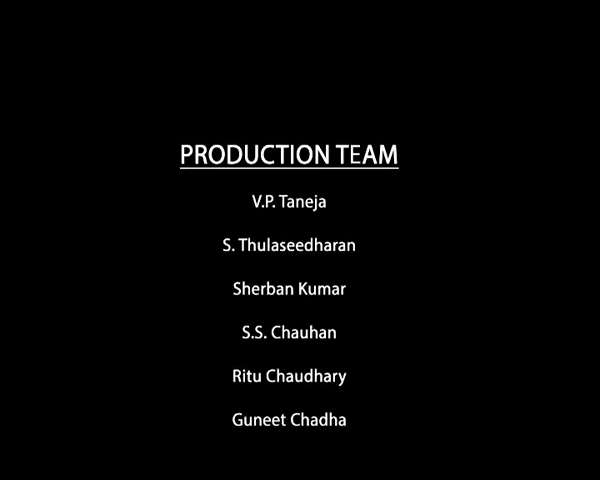 PRODUCTION TEAM
V.P. Taneja
S. Thulaseedharan
Sherban Kumar
S.S. Chauhan
Ritu Chaudhary
Guneet Chadha